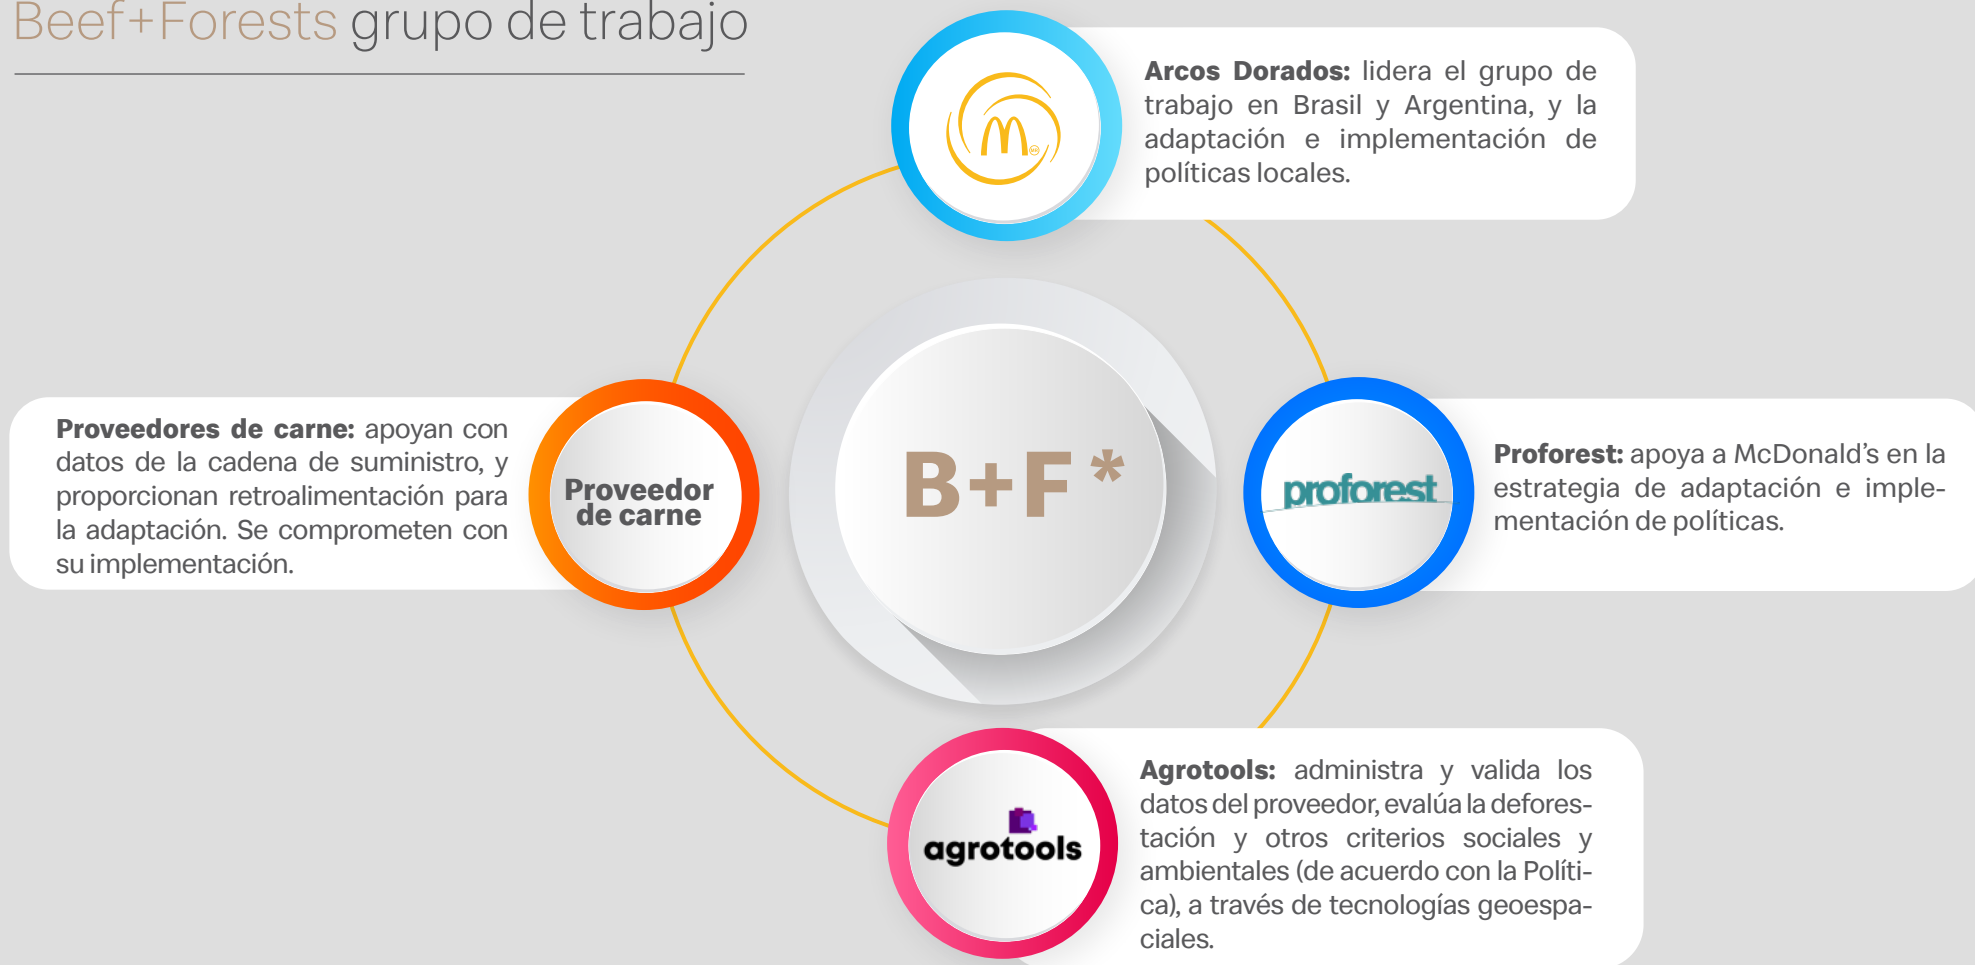 Beef+Forests grupo de trabajo
Arcos Dorados: lidera el grupo de
trabajo en Brasil y Argentina, y la
adaptación e implementación de
políticas locales.
Proveedores de carne: apoyan con
datos de la cadena de suministro, y
proporcionan retroalimentación para
la adaptación. Se comprometen con
su implementación.
Proveedor
de carne
B+F*
proforest
Proforest: apoya a McDonald’s en la
estrategia de adaptación e imple-
mentación de políticas.
agrotools
Agrotools: administra y valida los
datos del proveedor, evalúa la defores-
tación y otros criterios sociales y
ambientales (de acuerdo con la Políti-
ca), a través de tecnologías geoespa-
ciales.